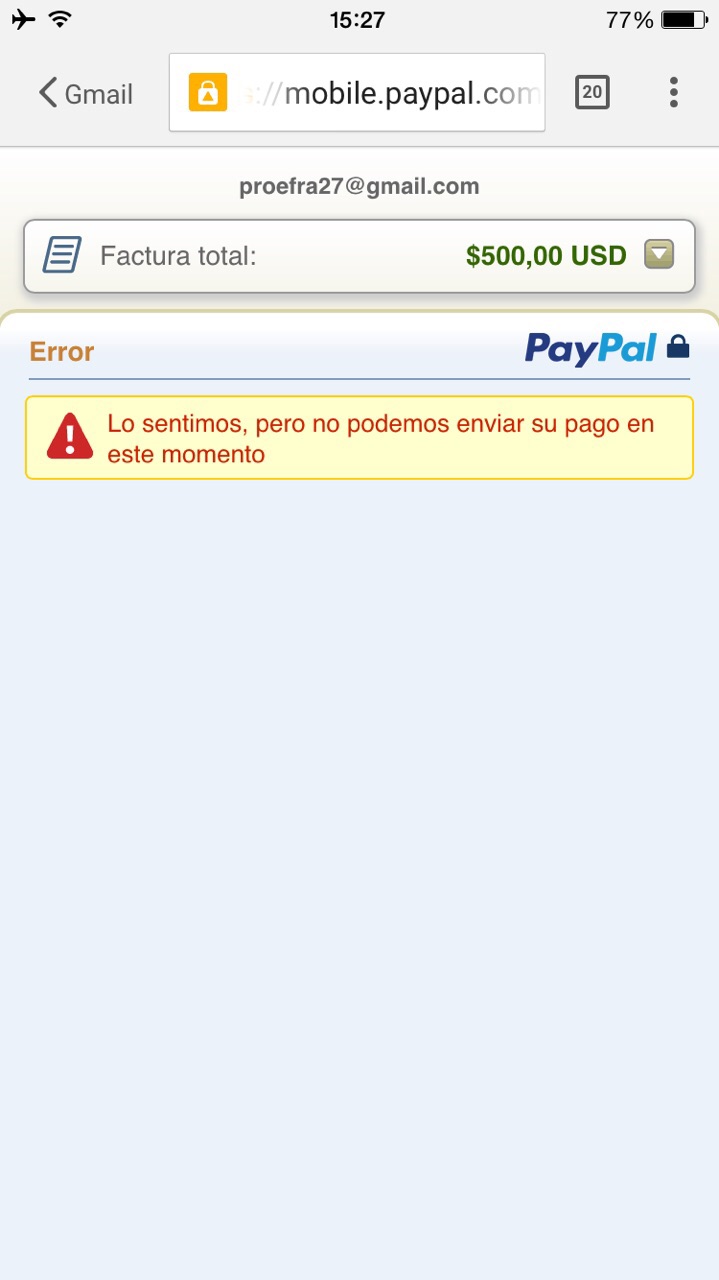 15:27
77%
Gmail
s://mobile.paypal.com
20
proefra27@gmail.com
Factura total:
$500,00 USD
Error
PayPal
Lo sentimos, pero no podemos enviar su pago en
este momento